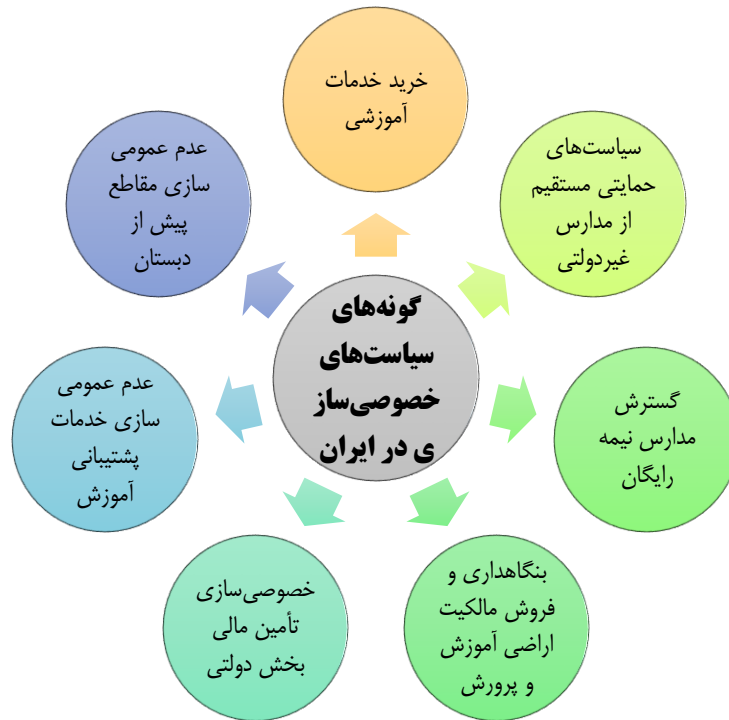 خرید خدمات
آموزشی
سیاست‌های
حمایتی مستقیم
از مدارس
غیردولتی
گسترش
مدارس نیمه
رایگان
بنگاهداری و
فروش مالکیت
اراضی آموزش
و پرورش
خصوصی‌سازی
تأمین مالی
بخش دولتی
عدم عمومی
سازی خدمات
پشتیبانی
آموزش
عدم عمومی
سازی مقاطع
پیش از
دبستان
گونه‌های
سیاست‌های
خصوصی‌ساز
ی در ایران